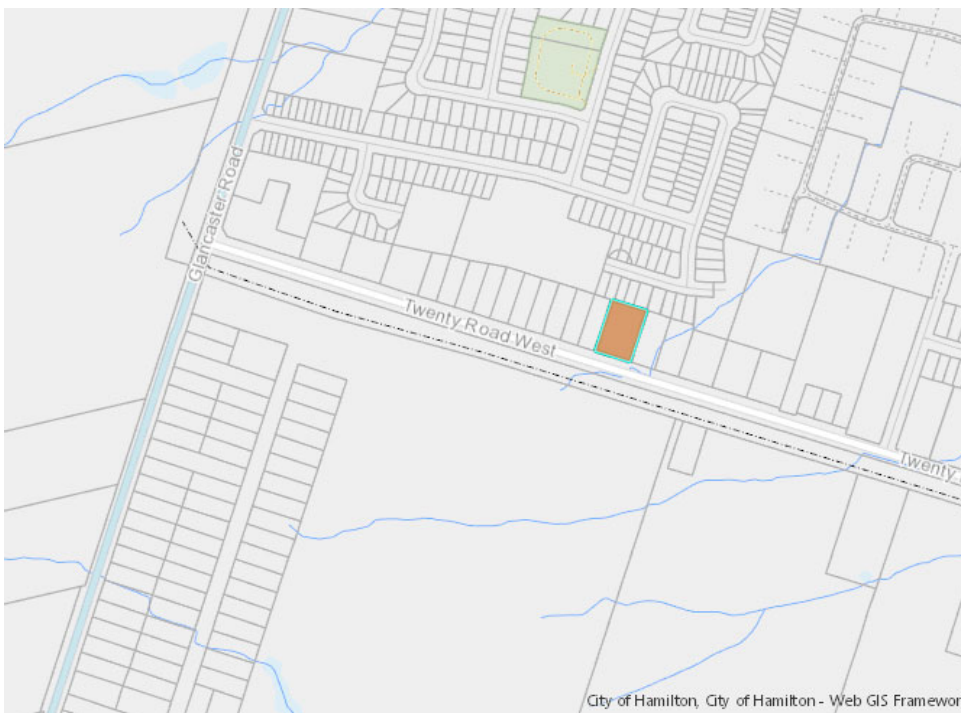 Glancaster Road
Twenty Road West
Twenty
City of Hamilton, City of Hamilton - Web GIS Framewor